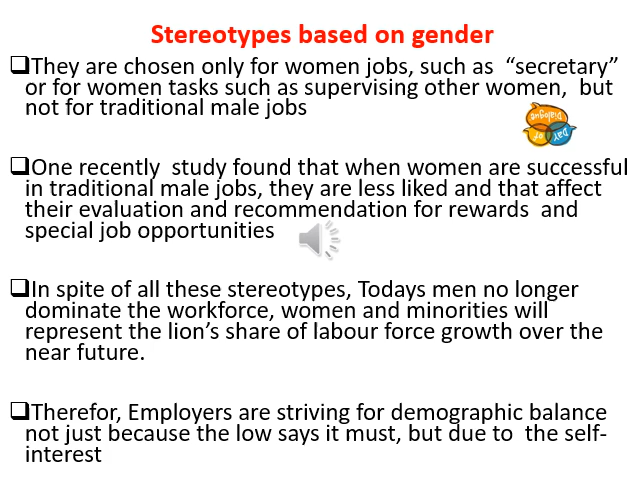 Stereotypes based on gender
❑They are chosen only for women jobs, such as “secretary”
or for women tasks such as supervising other women, but
not for traditional male jobs
Day of Dialogue
❑One recently study found that when women are successful
in traditional male jobs, they are less liked and that affect
their evaluation and recommendation for rewards and
special job opportunities
❑In spite of all these stereotypes, Todays men no longer
dominate the workforce, women and minorities will
represent the lion’s share of labour force growth over the
near future.
❑Therefor, Employers are striving for demographic balance
not just because the low says it must, but due to the self-
interest